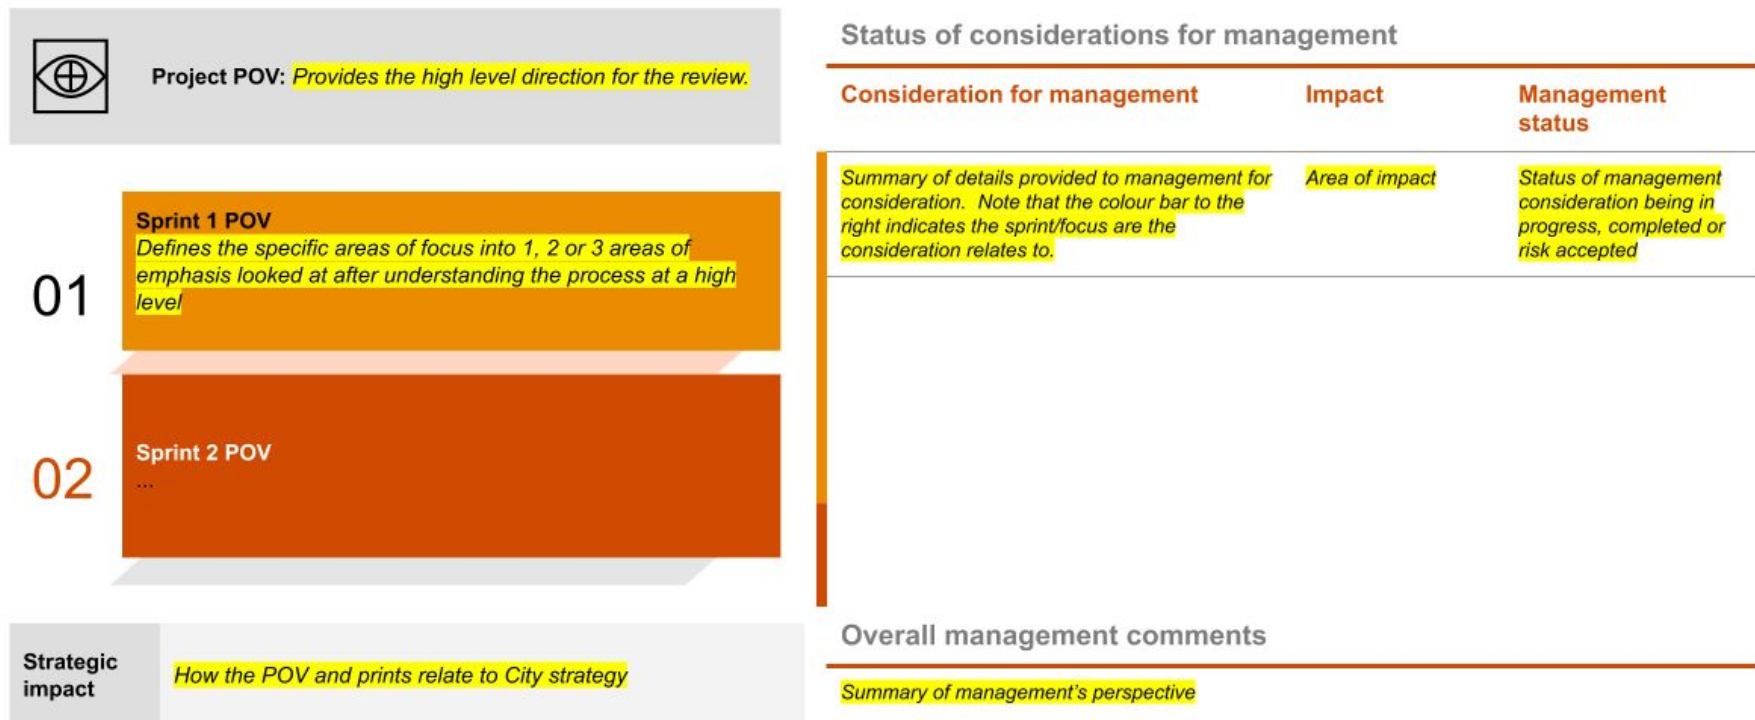 Project POV: Provides the high level direction for the review.
01
Sprint 1 POV
Defines the specific areas of focus into 1, 2 or 3 areas of
emphasis looked at after understanding the process at a high
level
02
Sprint 2 POV
...
Strategic
impact
How the POV and prints relate to City strategy
Status of considerations for management
Consideration for management
Impact
Management
status
Summary of details provided to management for
consideration. Note that the colour bar to the
right indicates the sprint/focus are the
consideration relates to.
Area of impact
Status of management
consideration being in
progress, completed or
risk accepted
Overall management comments
Summary of management's perspective